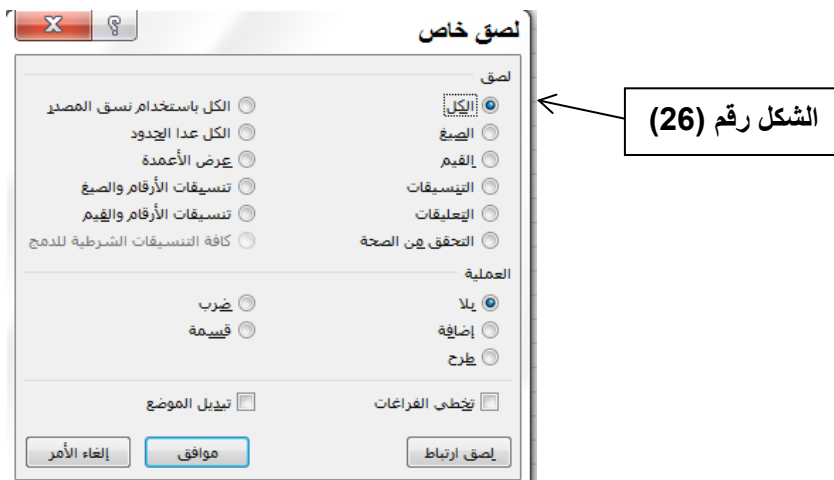 لصق خاص
لصق
الكل
الكل باستخدام نسق المصدر
الصيغ
الكل عدا الحدود
القيم
عرض الأعمدة
التنسيقات
تنسيقات الأرقام والصيغ
التعليقات
تنسيقات الأرقام والقيم
التحقق من الصحة
كافة التنسيقات الشرطية للدمج
العملية
بلا
ضرب
إضافة
قسمة
طرح
تخطي الفراغات
تبديل الموضع
لصق ارتباط
موافق
إلغاء الأمر
الشكل رقم (26)